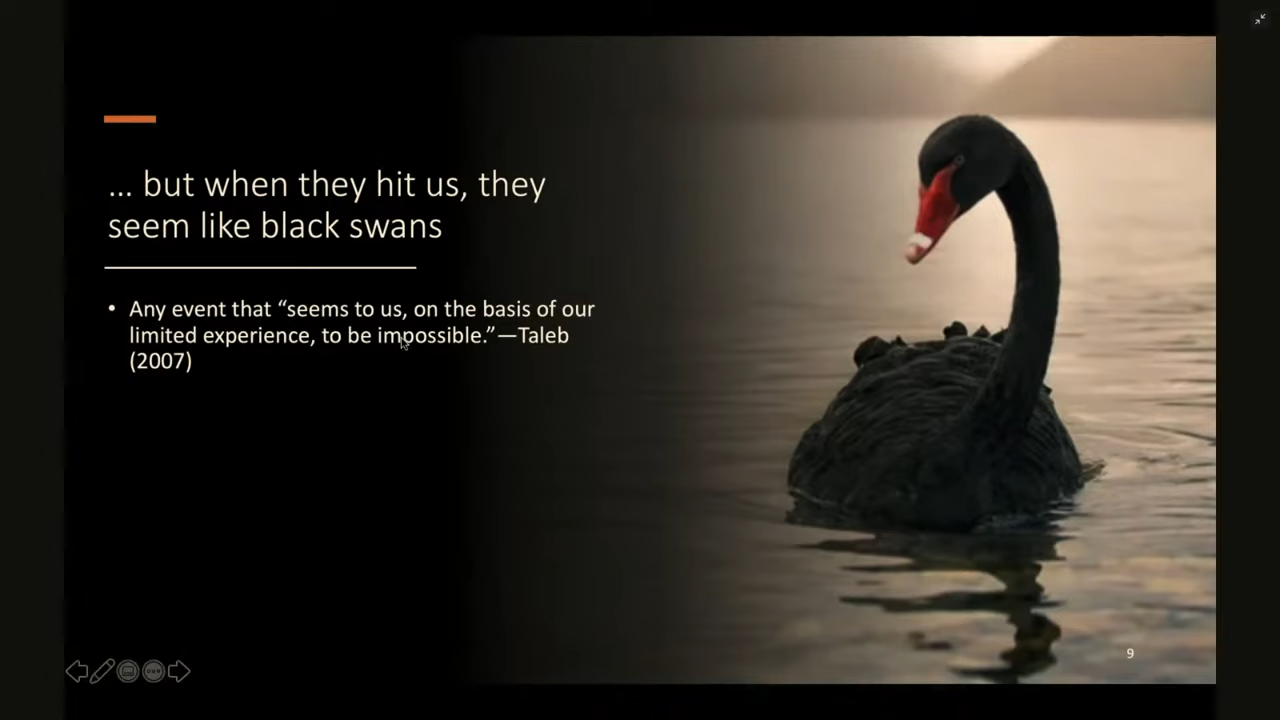 ... but when they hit us, they
seem like black swans
• Any event that “seems to us, on the basis of our
limited experience, to be impossible.”—Taleb
(2007)
9